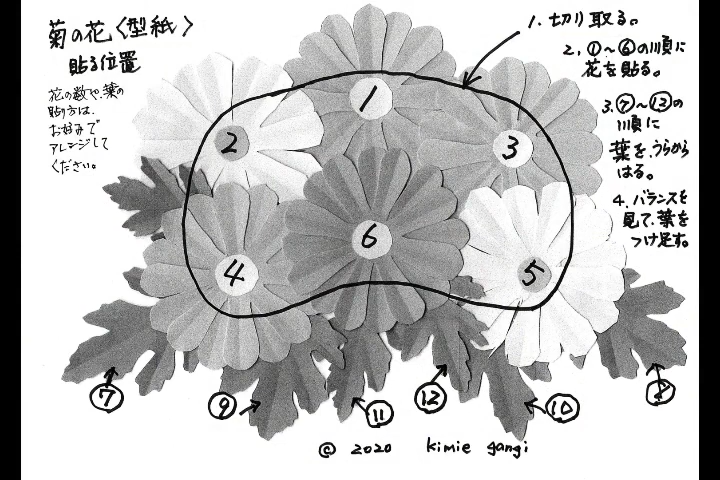 菊の花〈型紙〉
貼る位置
花の数や、葉の
貼り方は、
お好みで
アレンジして
ください。
1. 切り取る。
2. ①~⑥の順に
花を貼る。
3. ⑦~⑫の
順に
葉を、うらから
はる。
4. バランスを
見て、葉を
つけ足す。
1
2
3
4
6
5
⑦
⑨
⑪
⑫
⑩
@ 2020 kimie gangi